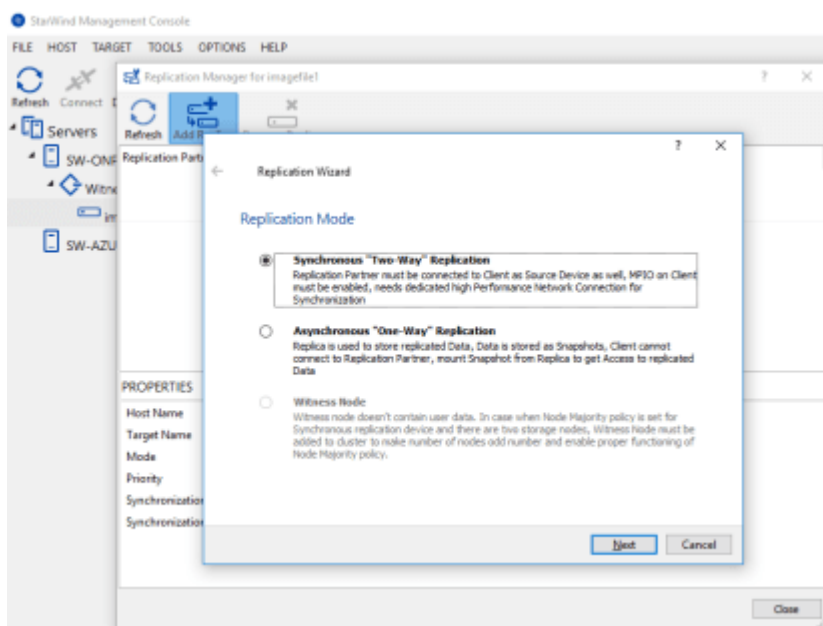 StarWind Management Console
FILE HOST TARGET TOOLS OPTIONS HELP
Replication Manager for imagefile1
? ×
Refresh Connect
Refresh Add
Servers
SW-ONP
Witne
im
SW-AZU
Replication Partn
? ×
Replication Wizard
Replication Mode
Synchronous "Two-Way" Replication
Replication Partner must be connected to Client as Source Device as well, MPIO on Client
must be enabled, needs dedicated high Performance Network Connection for
Synchronization
Asynchronous "One-Way" Replication
Replica is used to store replicated Data, Data is stored as Snapshots, Client cannot
connect to Replication Partner, mount Snapshot from Replica to get Access to replicated
Data
Witness Node
Witness node doesn't contain user data. In case when Node Majority policy is set for
Synchronous replication device and there are two storage nodes, Witness Node must be
added to cluster to make number of nodes odd number and enable proper functioning of
Node Majority policy.
Next Cancel
PROPERTIES
Host Name
Target Name
Mode
Priority
Synchronization
Synchronization
Close